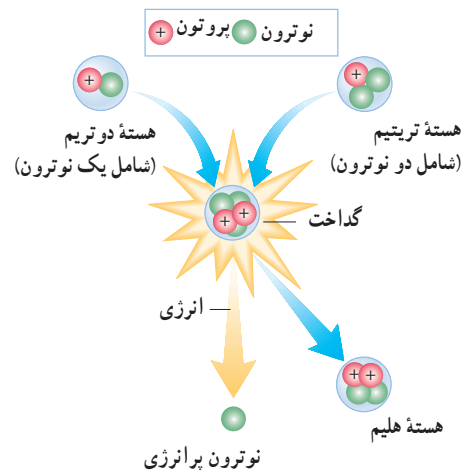 نوترون پروتون +
+
+
هستهٔ تریتیم
(شامل دو نوترون)
هستهٔ دوتریم
(شامل یک نوترون)
+ +
گداخت
انرژی
+ +
هستهٔ هلیم
نوترون پرانرژی